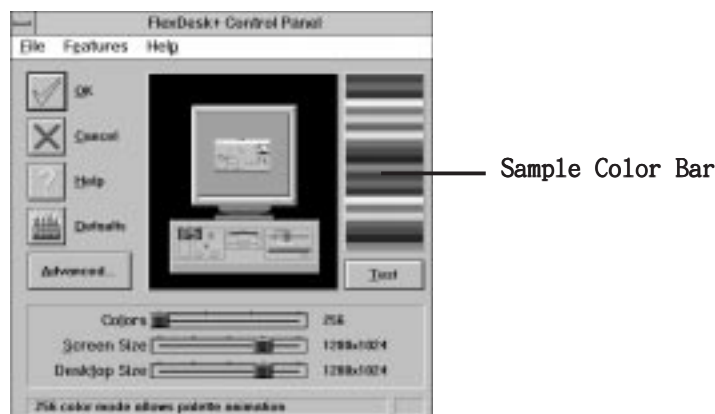 FlexDesk+ Control Panel
File Features Help
OK
Cancel
Help
Defaults
Advanced...
Sample Color Bar
Test
Colors 256
Screen Size 1280x1024
Desktop Size 1280x1024
256 color mode allows palette animation